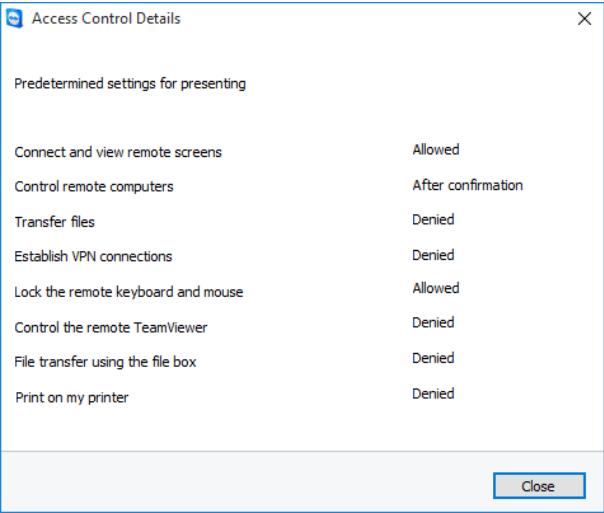 Access Control Details
Predetermined settings for presenting
Connect and view remote screens Allowed
Control remote computers After confirmation
Transfer files Denied
Establish VPN connections Denied
Lock the remote keyboard and mouse Allowed
Control the remote TeamViewer Denied
File transfer using the file box Denied
Print on my printer Denied
Close